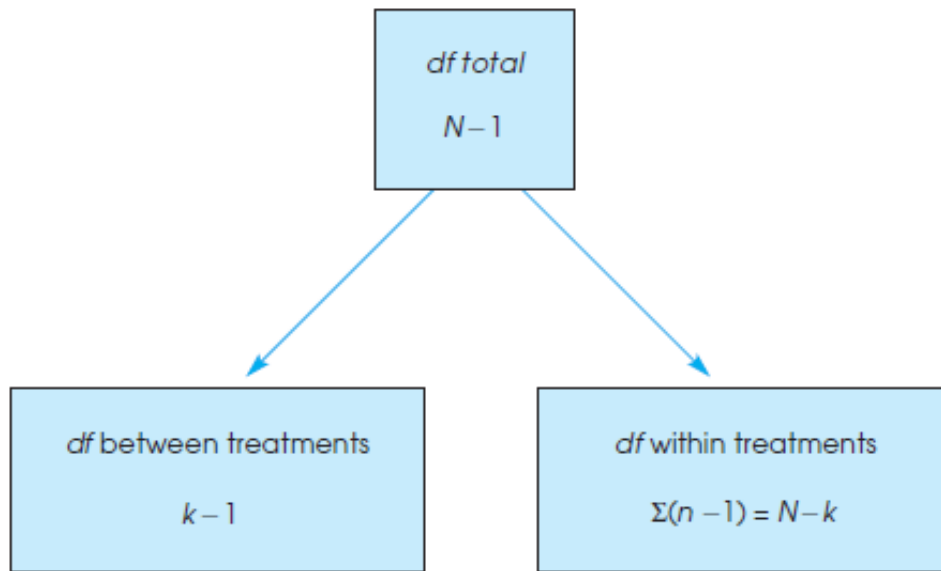 df total
N – 1
df between treatments
k – 1
df within treatments
Σ(n – 1) = N – k